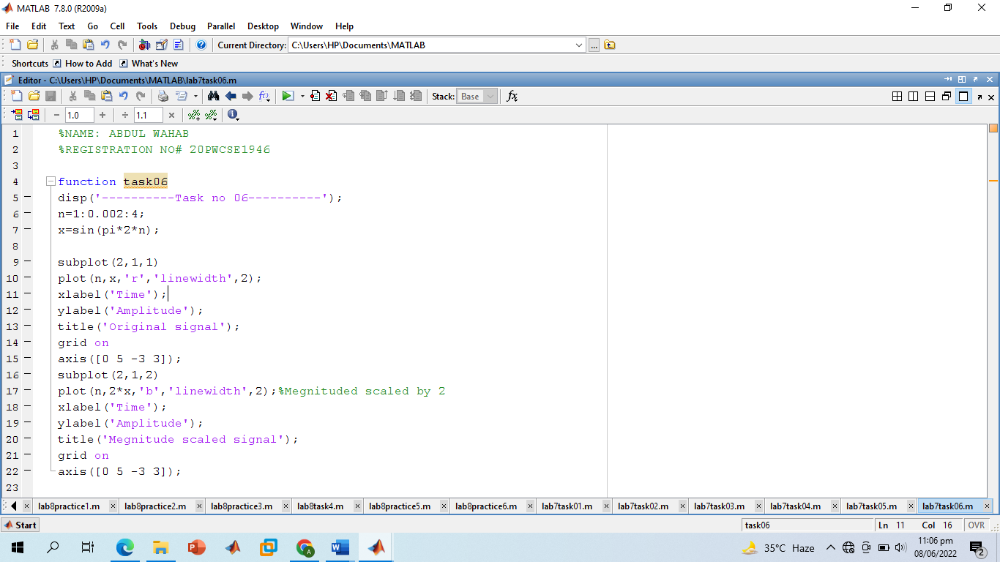 MATLAB 7.8.0 (R2009a)
File Edit Text Go Cell Tools Debug Parallel Desktop Window Help
Current Directory: C:\Users\HP\Documents\MATLAB
Shortcuts How to Add What's New
Editor - C:\Users\HP\Documents\MATLAB\lab7task06.m
Stack: Base fx
- 1.0 + ÷ 1.1 ×
1 %NAME: ABDUL WAHAB
2 %REGISTRATION NO# 20PWCSE1946
3
4 function task06
5 disp('----------Task no 06----------');
6 n=1:0.002:4;
7 x=sin(pi*2*n);
8
9 subplot(2,1,1)
10 plot(n,x,'r','linewidth',2);
11 xlabel('Time');
12 ylabel('Amplitude');
13 title('Original signal');
14 grid on
15 axis([0 5 -3 3]);
16 subplot(2,1,2)
17 plot(n,2*x,'b','linewidth',2);%Megnituded scaled by 2
18 xlabel('Time');
19 ylabel('Amplitude');
20 title('Megnitude scaled signal');
21 grid on
22 axis([0 5 -3 3]);
23
lab8practice1.m lab8practice2.m lab8practice3.m lab8task4.m lab8practice5.m lab8practice6.m lab7task01.m lab7task02.m lab7task03.m lab7task04.m lab7task05.m lab7task06.m
Start task06 Ln 11 Col 16 OVR
35°C Haze 11:06 pm
08/06/2022 2